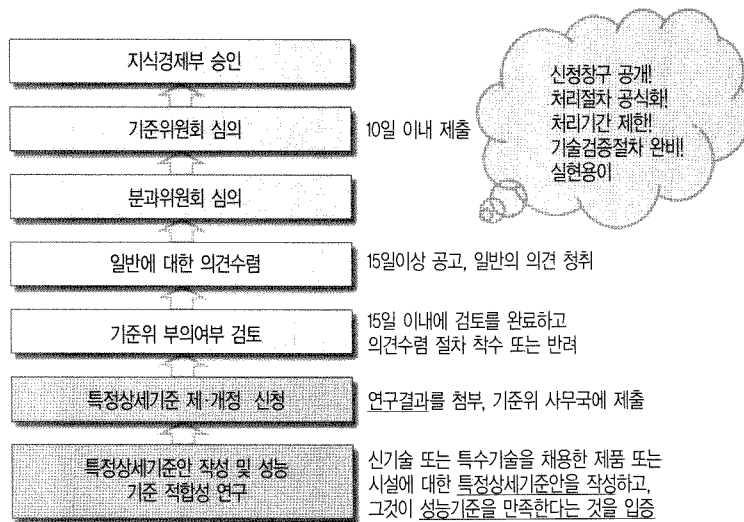 지식경제부 승인
기준위원회 심의
10일 이내 제출
분과위원회 심의
일반에 대한 의견수렴
15일이상 공고, 일반의 의견 청취
기준위 부의여부 검토
15일 이내에 검토를 완료하고
의견수렴 절차 착수 또는 반려
특정상세기준 제·개정 신청
연구결과를 첨부, 기준위 사무국에 제출
특정상세기준안 작성 및 성능
기준 적합성 연구
신기술 또는 특수기술을 채용한 제품 또는
시설에 대한 특정상세기준안을 작성하고,
그것이 성능기준을 만족한다는 것을 입증
신청창구 공개!
처리절차 공식화!
처리기간 제한!
기술검증절차 완비!
실현용이